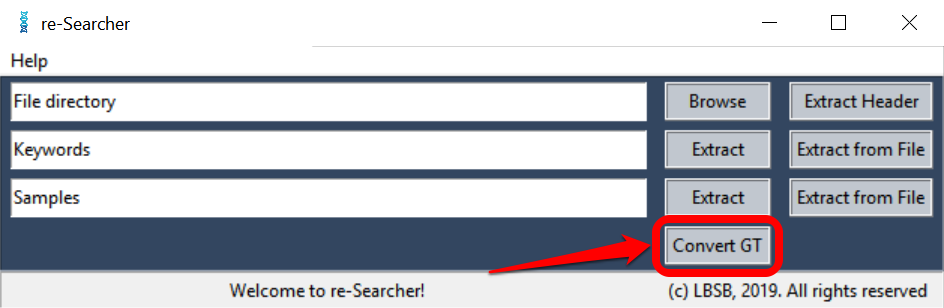 re-Searcher
Help
File directory Browse Extract Header
Keywords Extract Extract from File
Samples Extract Extract from File
Convert GT
Welcome to re-Searcher! (c) LBSB, 2019. All rights reserved